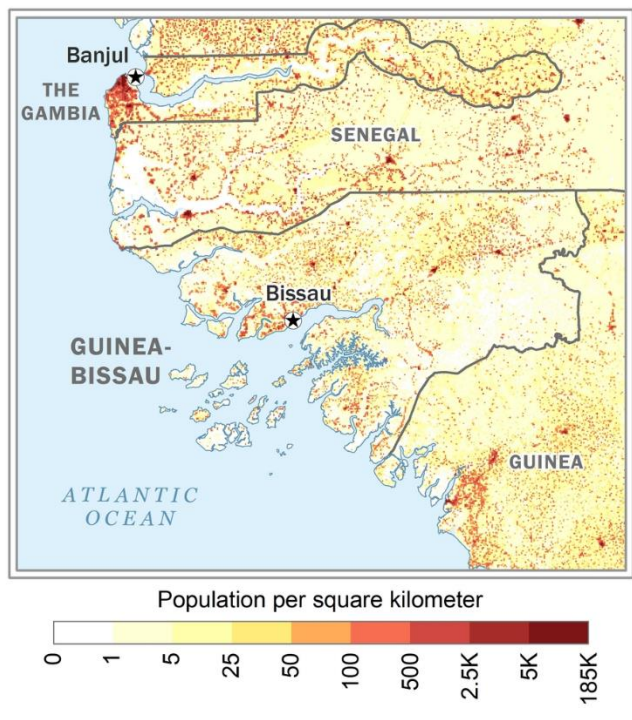 Banjul
THE
GAMBIA
SENEGAL
Bissau
GUINEA-
BISSAU
GUINEA
ATLANTIC
OCEAN
Population per square kilometer
0
1
5
25
50
100
500
2.5K
5K
185K